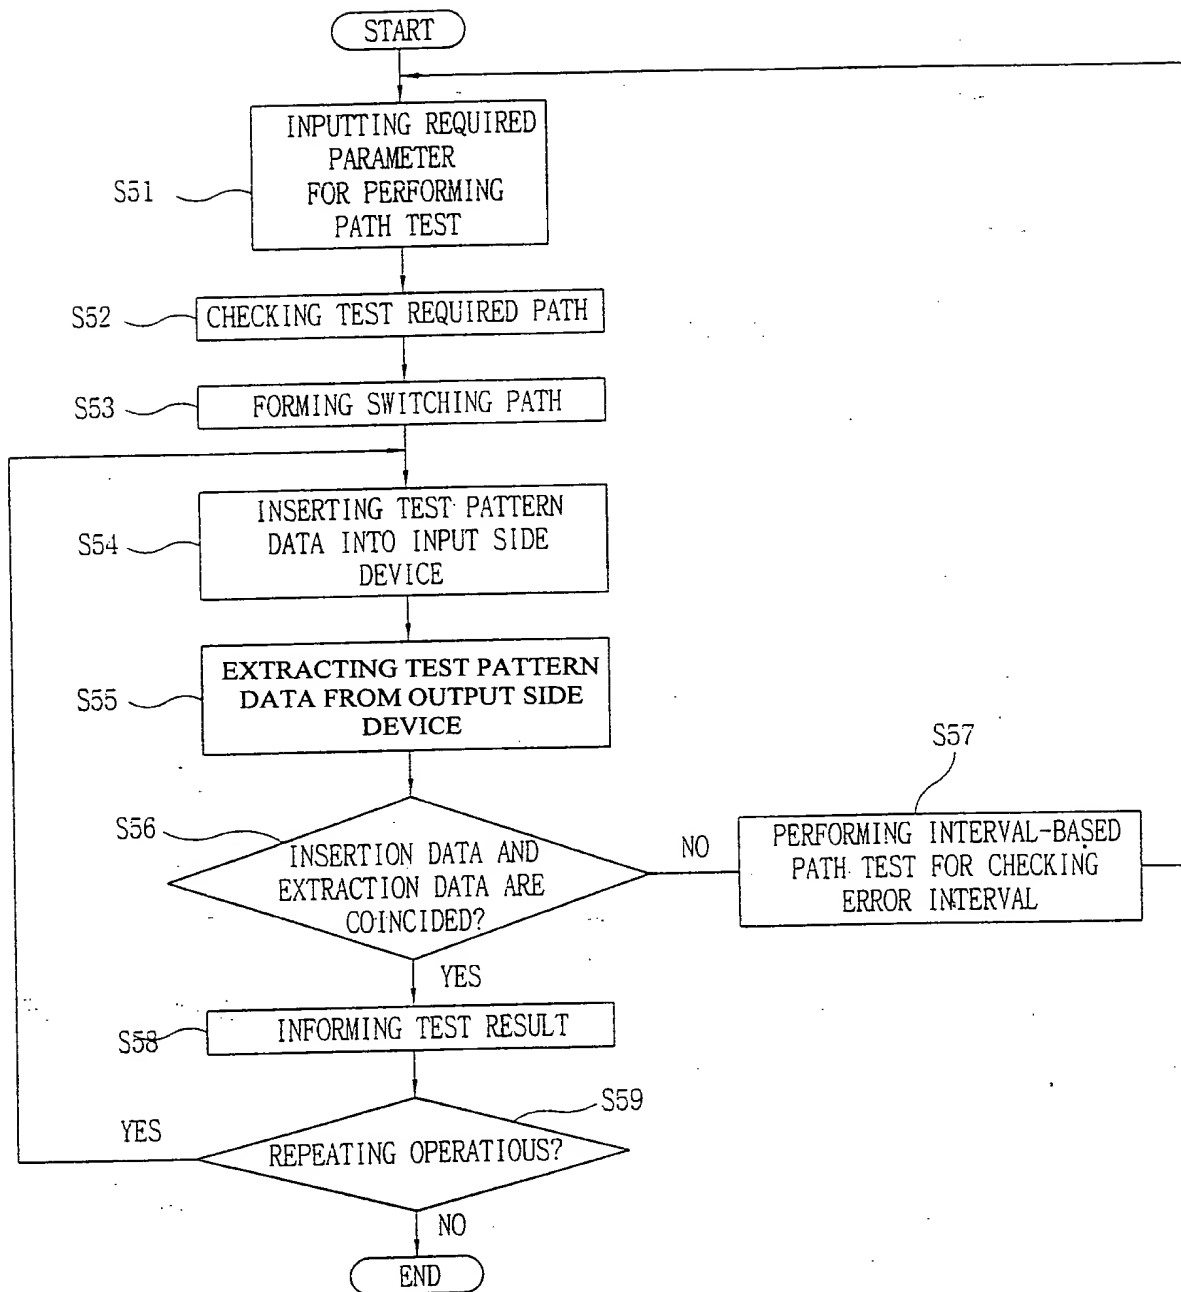 START
INPUTTING REQUIRED
PARAMETER
FOR PERFORMING
PATH TEST
S51
S52
CHECKING TEST REQUIRED PATH
S53
FORMING SWITCHING PATH
INSERTING TEST PATTERN
DATA INTO INPUT SIDE
DEVICE
S54
EXTRACTING TEST PATTERN
DATA FROM OUTPUT SIDE
DEVICE
S55
S56
INSERTION DATA AND
EXTRACTION DATA ARE
COINCIDED?
NO
S57
PERFORMING INTERVAL-BASED
PATH TEST FOR CHECKING
ERROR INTERVAL
YES
S58
INFORMING TEST RESULT
S59
YES
REPEATING OPERATIOUS?
NO
END